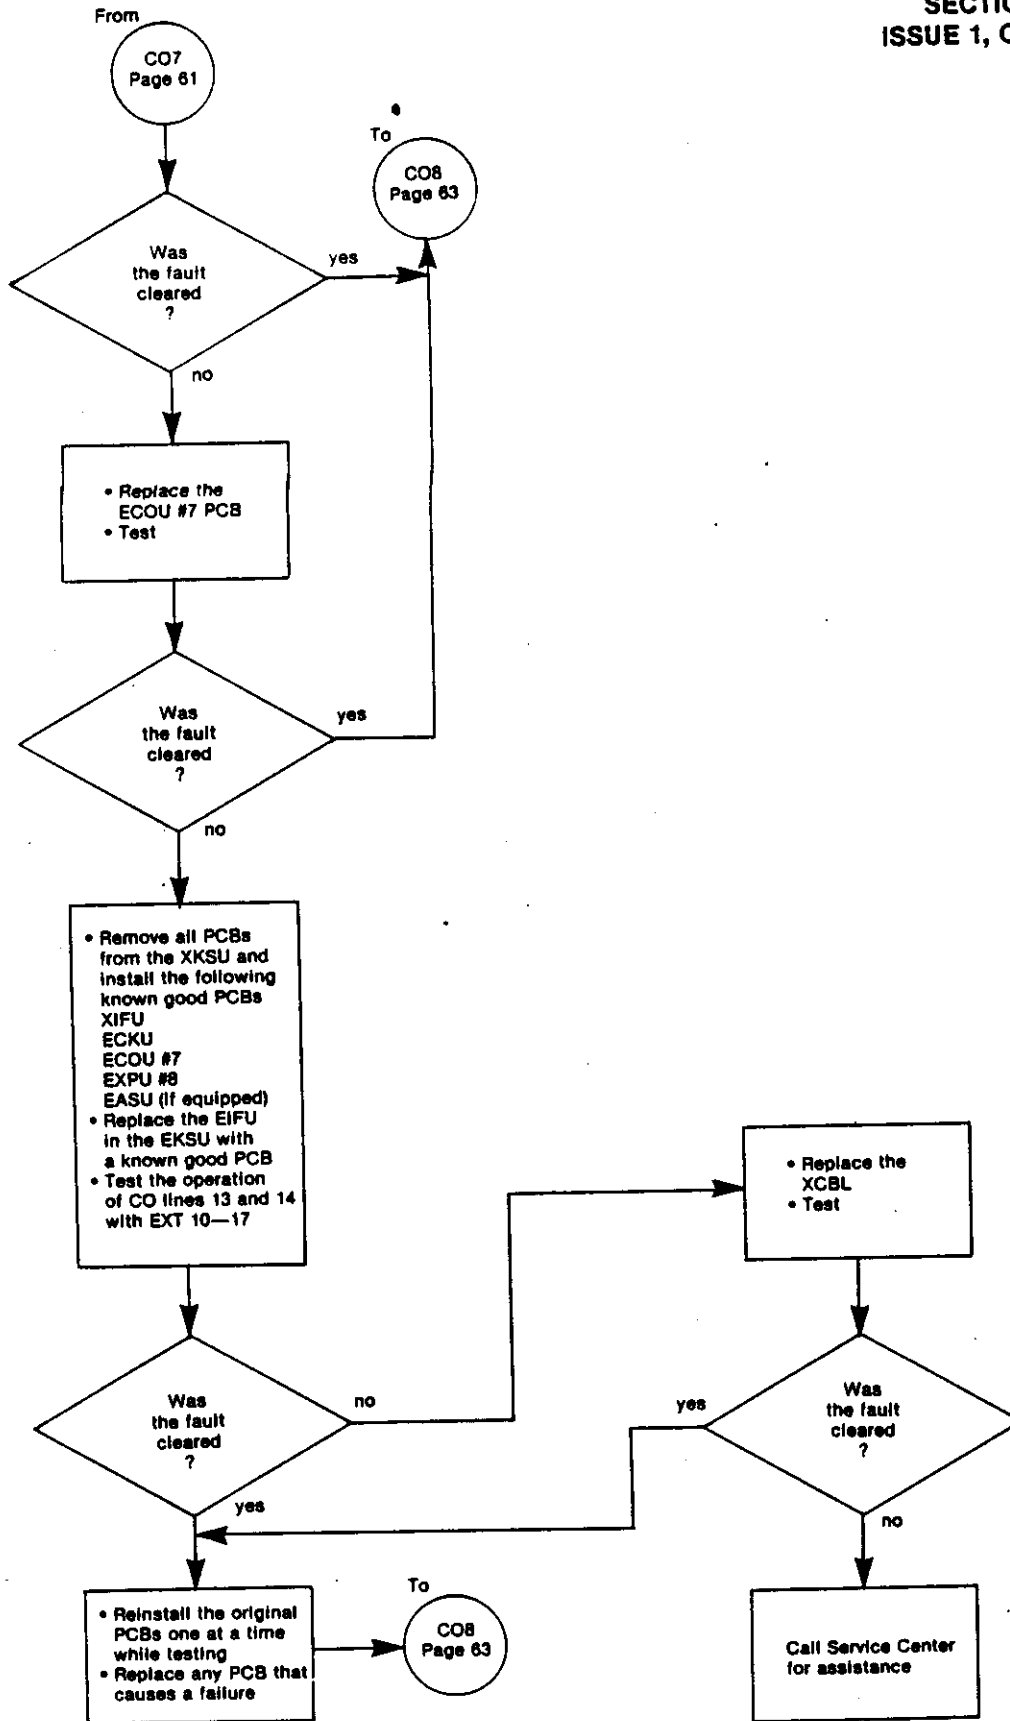 SECTIO
ISSUE 1, O
From
CO7
Page 61
To
CO8
Page 63
Was
the fault
cleared
?
yes
no
• Replace the
ECOU #7 PCB
• Test
Was
the fault
cleared
?
yes
no
• Remove all PCBs
from the XKSU and
install the following
known good PCBs
XIFU
ECKU
ECOU #7
EXPU #8
EASU (If equipped)
• Replace the EIFU
in the EKSU with
a known good PCB
• Test the operation
of CO lines 13 and 14
with EXT 10—17
• Replace the
XCBL
• Test
Was
the fault
cleared
?
no
yes
Was
the fault
cleared
?
yes
no
• Reinstall the original
PCBs one at a time
while testing
• Replace any PCB that
causes a failure
To
CO8
Page 63
Call Service Center
for assistance